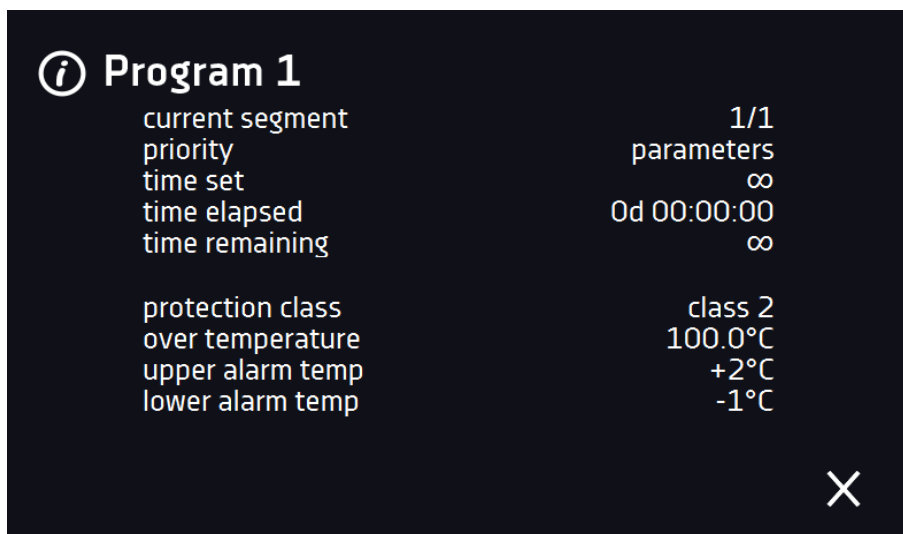 Program 1
current segment 1/1
priority parameters
time set ∞
time elapsed 0d 00:00:00
time remaining ∞
protection class class 2
over temperature 100.0°C
upper alarm temp +2°C
lower alarm temp -1°C